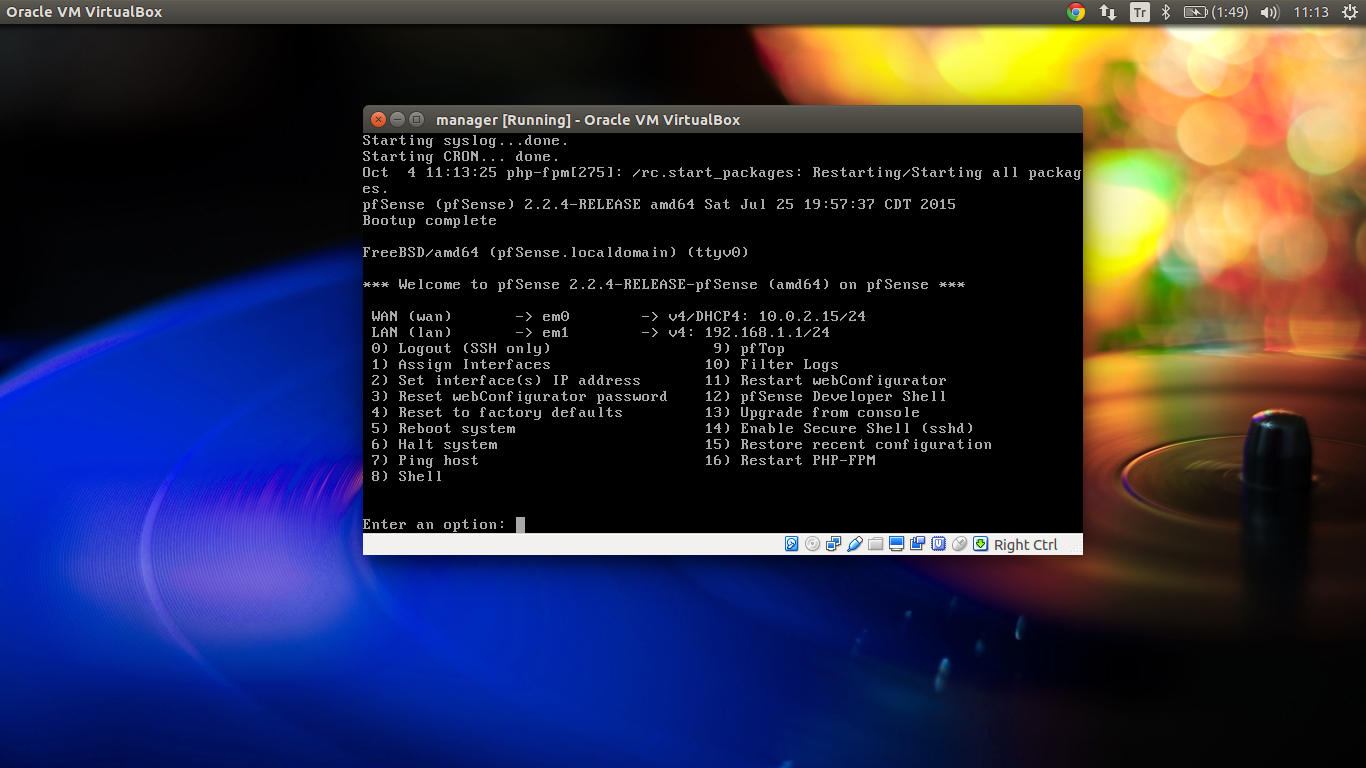 Oracle VM VirtualBox
Tr
(1:49)
11:13
manager [Running] - Oracle VM VirtualBox
Starting syslog...done.
Starting CRON... done.
Oct  4 11:13:25 php-fpm[275]: /rc.start_packages: Restarting/Starting all packag
es.
pfSense (pfSense) 2.2.4-RELEASE amd64 Sat Jul 25 19:57:37 CDT 2015
Bootup complete
FreeBSD/amd64 (pfSense.localdomain) (ttyv0)
*** Welcome to pfSense 2.2.4-RELEASE-pfSense (amd64) on pfSense ***
WAN (wan)       -> em0        -> v4/DHCP4: 10.0.2.15/24
LAN (lan)       -> em1        -> v4: 192.168.1.1/24
0) Logout (SSH only)                  9) pfTop
1) Assign Interfaces                 10) Filter Logs
2) Set interface(s) IP address       11) Restart webConfigurator
3) Reset webConfigurator password    12) pfSense Developer Shell
4) Reset to factory defaults         13) Upgrade from console
5) Reboot system                     14) Enable Secure Shell (sshd)
6) Halt system                       15) Restore recent configuration
7) Ping host                         16) Restart PHP-FPM
8) Shell
Enter an option:
Right Ctrl